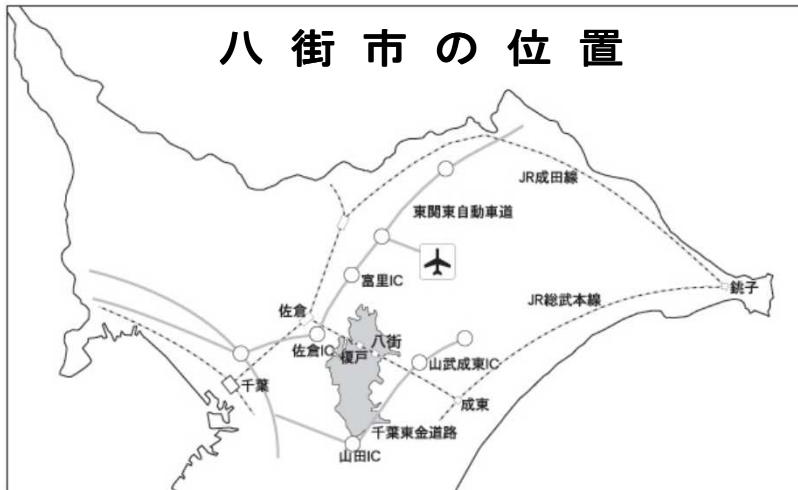 八街市の位置
JR成田線
東関東自動車道
富里IC
銚子
JR総武本線
佐倉
佐倉IC
八街
榎戸
山武成東IC
千葉
成東
千葉東金道路
山田IC